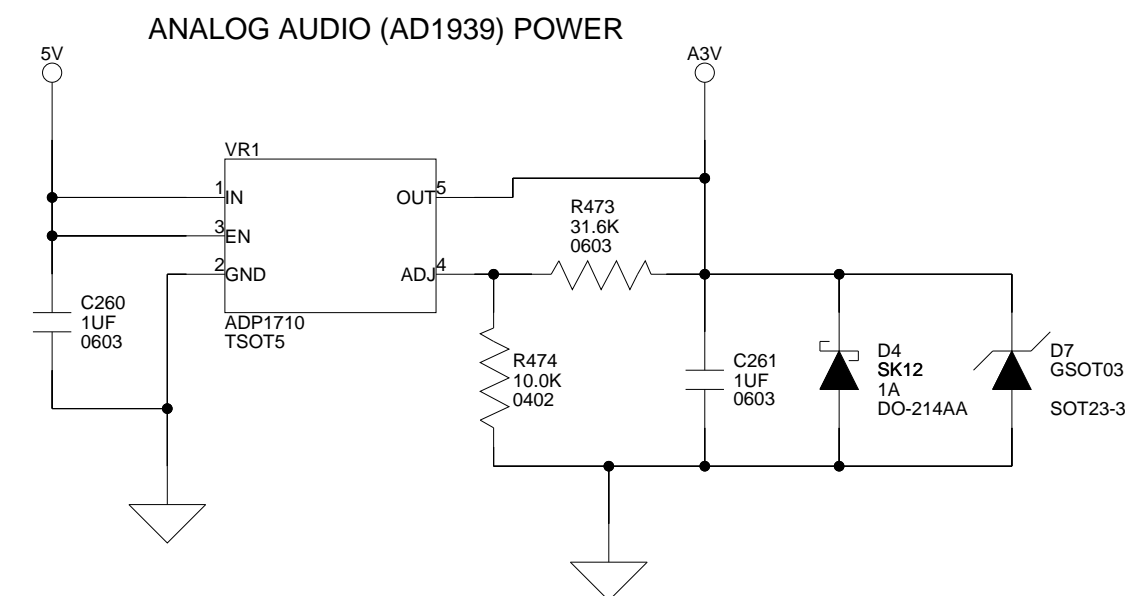 ANALOG AUDIO (AD1939) POWER
5V
A3V
VR1
1
IN
OUT
5
3
EN
2
GND
ADJ
4
ADP1710
TSOT5
R473
31.6K
0603
C260
1UF
0603
R474
10.0K
0402
C261
1UF
0603
D4
SK12
1A
DO-214AA
D7
GSOT03
SOT23-3